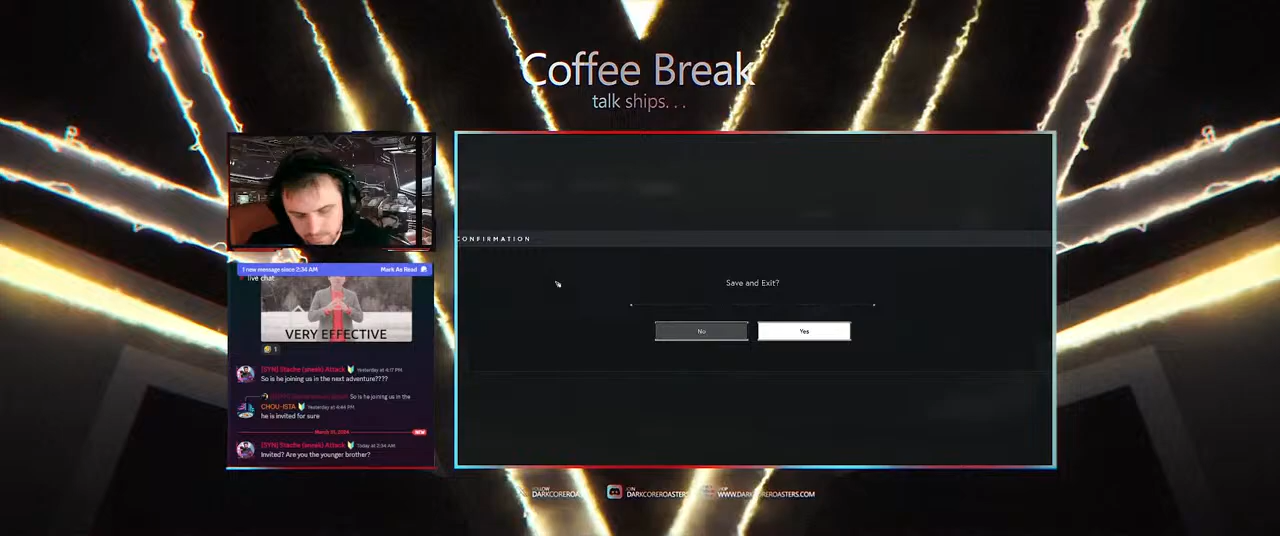 Coffee Break
talk ships. . .
1 new message since 2:34 AM
Mark As Read
live chat
VERY EFFECTIVE
1
[SYN] Stache (sneek) Attack Yesterday at 4:17 PM
So is he joining us in the next adventure????
So is he joining us in the
CHOU-ISTA Yesterday at 4:44 PM
he is invited for sure
NEW
[SYN] Stache (sneek) Attack Today at 2:34 AM
Invited? Are you the younger brother?
CONFIRMATION
Save and Exit?
No
Yes
FOLLOW
DARKCOREROA
JOIN
DARKCOREROASTERS
WWW.DARKCOREROASTERS.COM